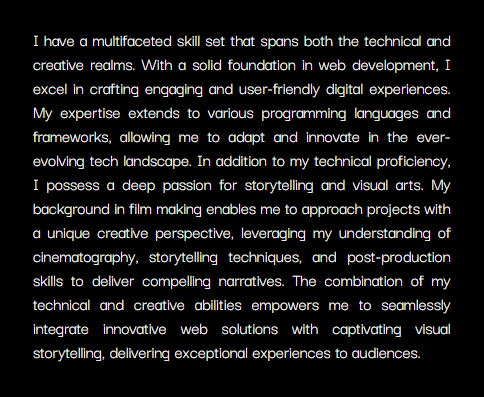 I have a multifaceted skill set that spans both the technical and
creative realms. With a solid foundation in web development, I
excel in crafting engaging and user-friendly digital experiences.
My expertise extends to various programming languages and
frameworks, allowing me to adapt and innovate in the ever-
evolving tech landscape. In addition to my technical proficiency,
I possess a deep passion for storytelling and visual arts. My
background in film making enables me to approach projects with
a unique creative perspective, leveraging my understanding of
cinematography, storytelling techniques, and post-production
skills to deliver compelling narratives. The combination of my
technical and creative abilities empowers me to seamlessly
integrate innovative web solutions with captivating visual
storytelling, delivering exceptional experiences to audiences.